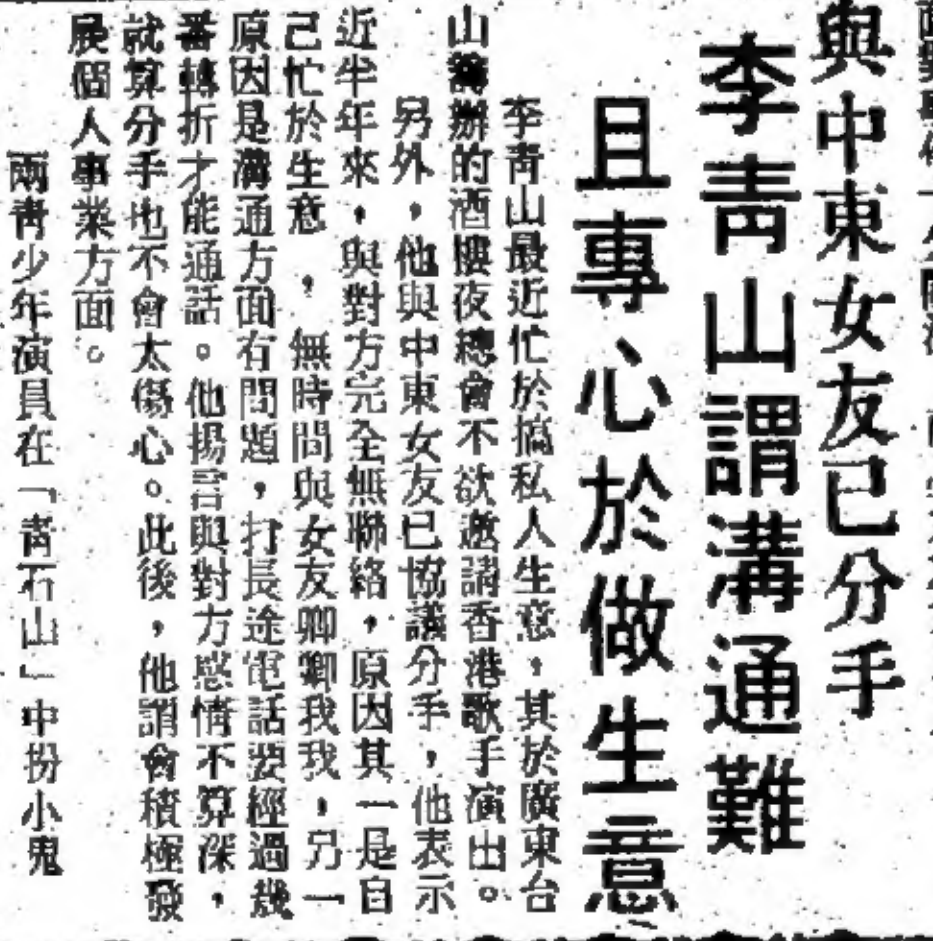 與中東女友已分手
李青山謂溝通難
且專心於做生意
李青山最近忙於搞私人生意，其於廣東台
山籌辦的酒樓夜總會不欲邀請香港歌手演出。
另外，他與中東女友已協議分手，他表示
近半年來，與對方完全無聯絡，原因其一是自
己忙於生意，無時間與女友卿卿我我，另一
原因是溝通方面有問題，打長途電話要經過幾
番轉折才能通話。他揚言與對方感情不算深，
就算分手也不會太傷心。此後，他謂會積極發
展個人事業方面。
兩青少年演員在「青石山」中扮小鬼